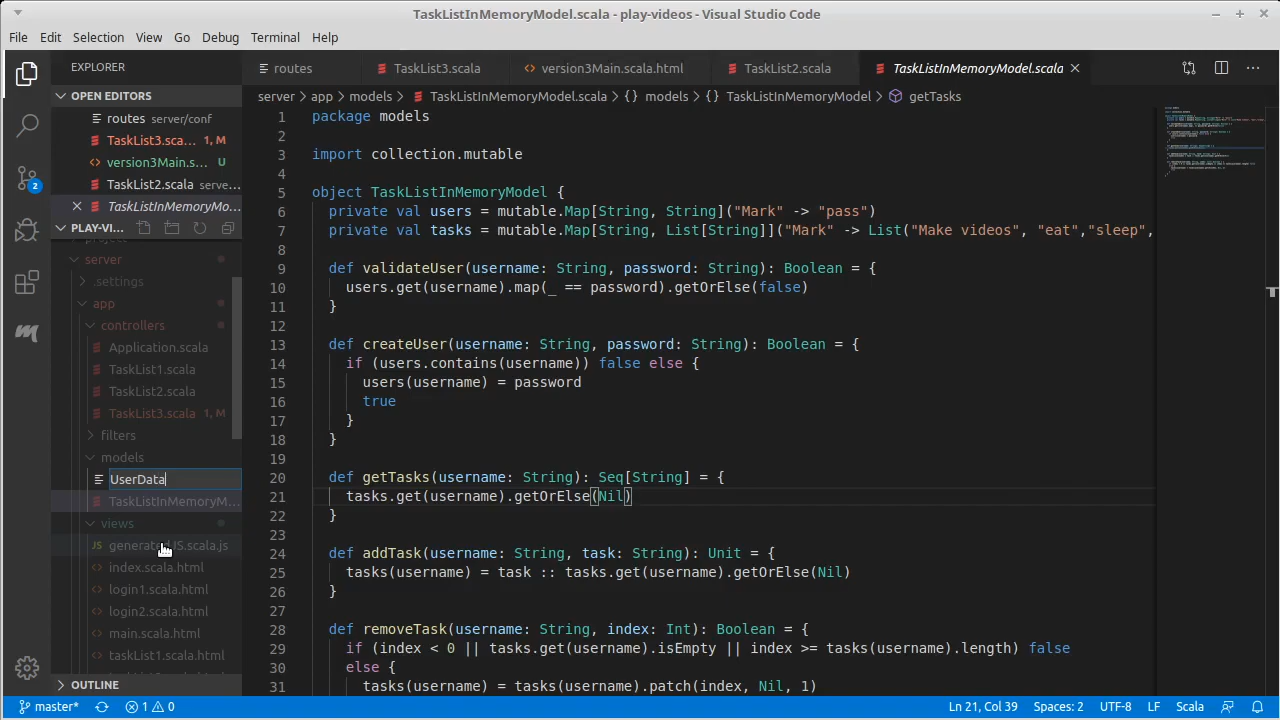 TaskListInMemoryModel.scala - play-videos - Visual Studio Code
File Edit Selection View Go Debug Terminal Help
EXPLORER
routes TaskList3.scala version3Main.scala.html TaskList2.scala TaskListInMemoryModel.scala
OPEN EDITORS
server > app > models > TaskListInMemoryModel.scala > {} models > {} TaskListInMemoryModel > getTasks
routes server/conf
TaskList3.sca... 1, M
version3Main.s... U
TaskList2.scala serve...
TaskListInMemoryMo...
PLAY-VI...
server
.settings
app
controllers
Application.scala
TaskList1.scala
TaskList2.scala
TaskList3.scala 1, M
filters
models
UserData
TaskListInMemoryM...
views
JS
index.scala.html
login1.scala.html
login2.scala.html
main.scala.html
taskList1.scala.html
OUTLINE
2
1 package models
2
3 import collection.mutable
4
5 object TaskListInMemoryModel {
6 private val users = mutable.Map[String, String]("Mark" -> "pass")
7 private val tasks = mutable.Map[String, List[String]]("Mark" -> List("Make videos", "eat","sleep",
8
9 def validateUser(username: String, password: String): Boolean = {
10 users.get(username).map(_ == password).getOrElse(false)
11 }
12
13 def createUser(username: String, password: String): Boolean = {
14 if (users.contains(username)) false else {
15 users(username) = password
16 true
17 }
18 }
19
20 def getTasks(username: String): Seq[String] = {
21 tasks.get(username).getOrElse(Nil)
22 }
23
24 def addTask(username: String, task: String): Unit = {
25 tasks(username) = task :: tasks.get(username).getOrElse(Nil)
26 }
27
28 def removeTask(username: String, index: Int): Boolean = {
29 if (index < 0 || tasks.get(username).isEmpty || index >= tasks(username).length) false
30 else {
31 tasks(username) = tasks(username).patch(index, Nil, 1)
master* 1 0 Ln 21, Col 39 Spaces: 2 UTF-8 LF Scala